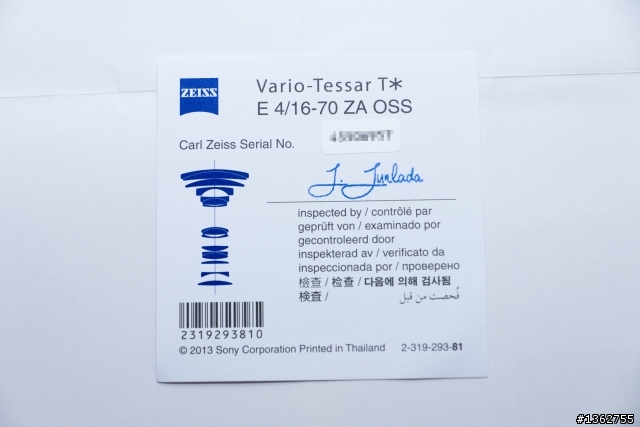 ZEISS
Vario-Tessar T*
E 4/16-70 ZA OSS
Carl Zeiss Serial No.
J. Junlada
inspected by / contrôlé par
geprüft von / examinado por
gecontroleerd door
inspekterad av / verificato da
inspeccionada por / проверено
檢查 / 检查 / 다음에 의해 검사됨
検査 / فُحصت من قبل
2319293810
© 2013 Sony Corporation Printed in Thailand 2-319-293-81
#1362755